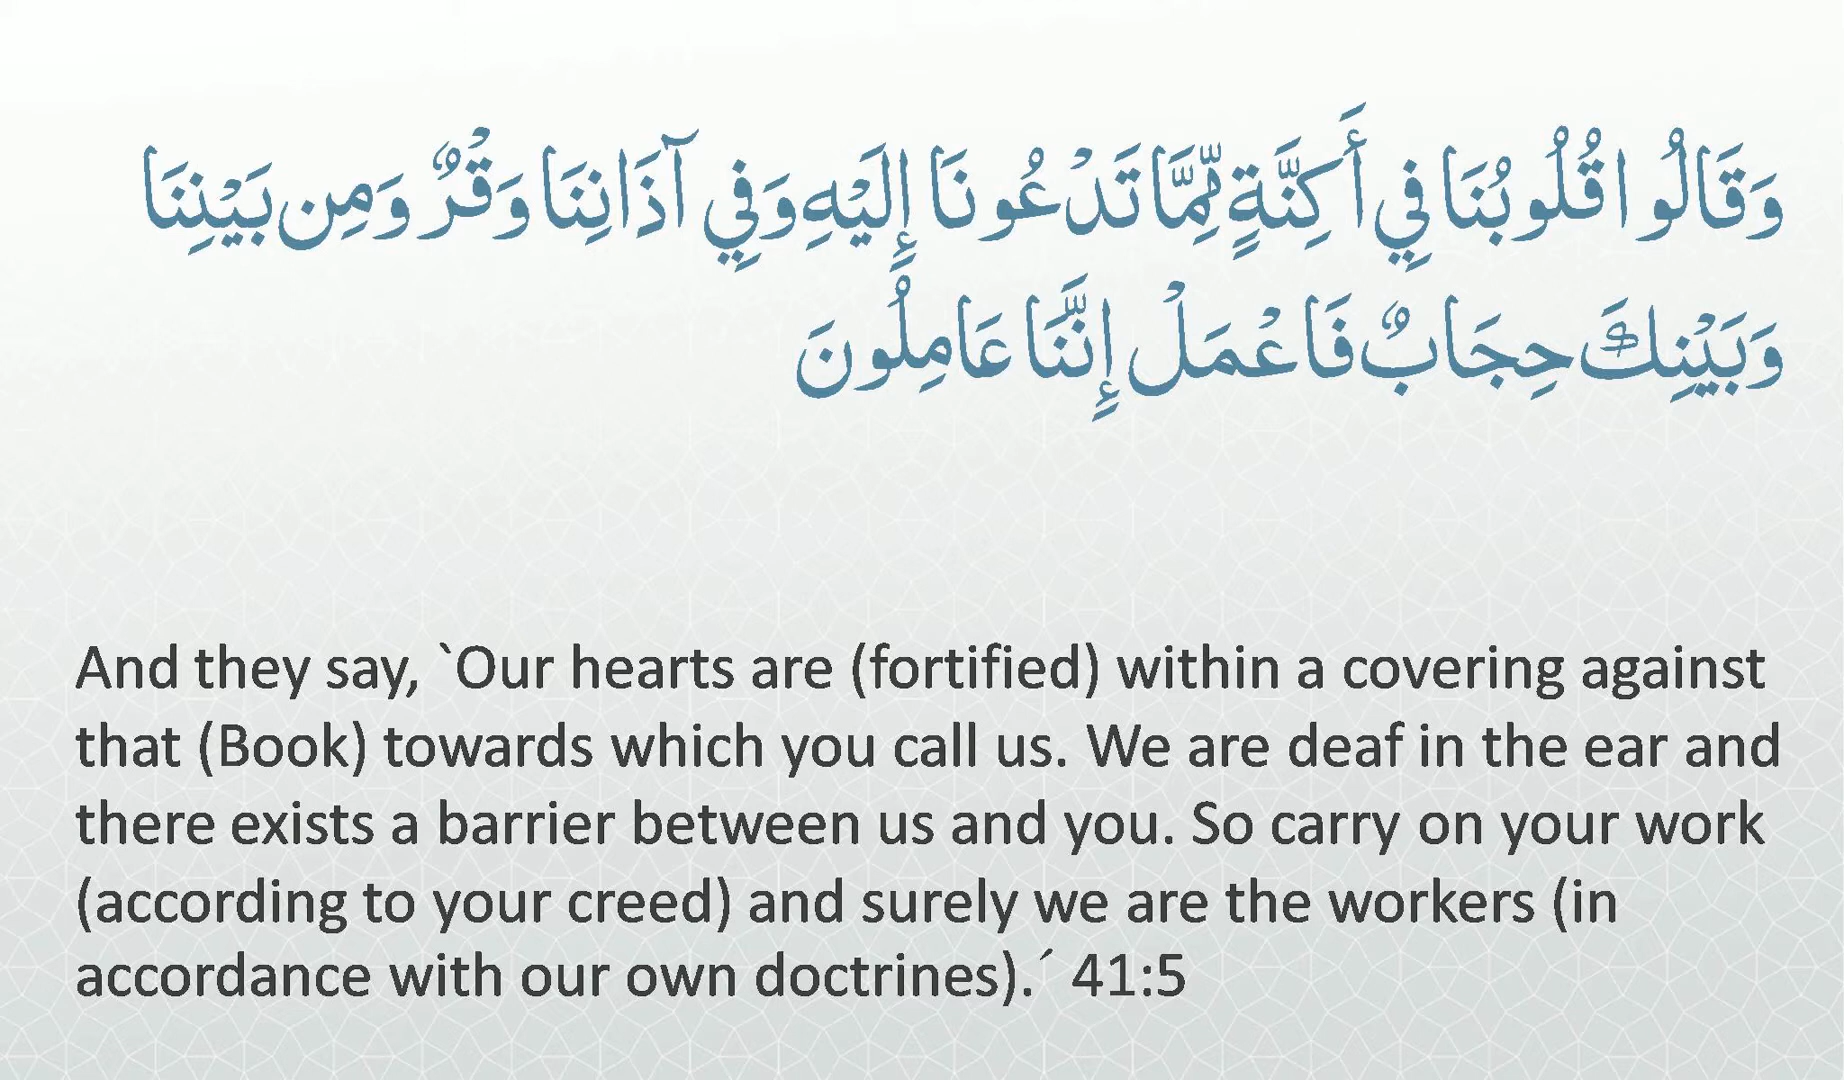 وَقَالُوا قُلُوبُنَا فِي أَكِنَّةٍ مِّمَّا تَدْعُونَا إِلَيْهِ وَفِي آذَانِنَا وَقْرٌ وَمِن بَيْنِنَا
وَبَيْنِكَ حِجَابٌ فَاعْمَلْ إِنَّنَا عَامِلُونَ
And they say, `Our hearts are (fortified) within a covering against
that (Book) towards which you call us. We are deaf in the ear and
there exists a barrier between us and you. So carry on your work
(according to your creed) and surely we are the workers (in
accordance with our own doctrines).´ 41:5